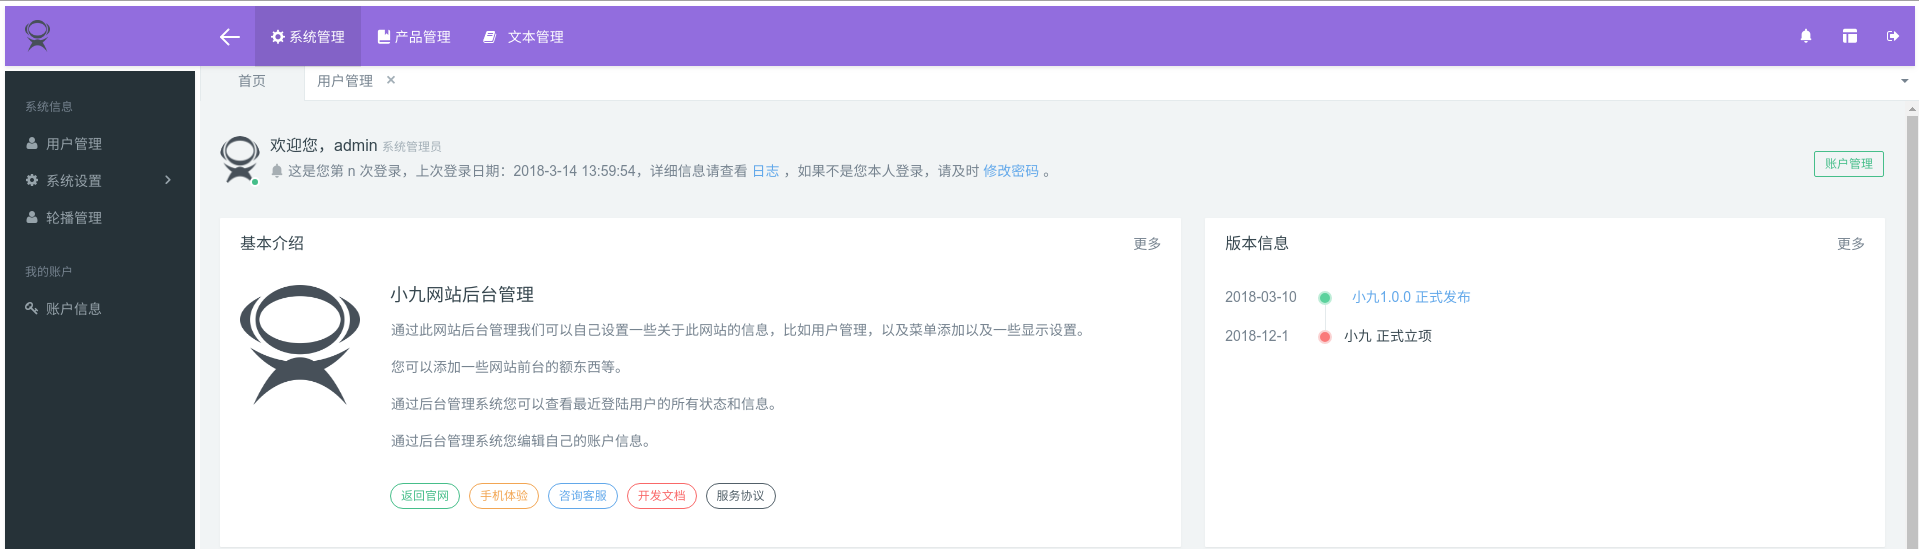 系统管理 产品管理 文本管理
首页 用户管理 ×
系统信息
用户管理
系统设置
轮播管理
我的账户
账户信息
欢迎您，admin 系统管理员
这是您第 n 次登录，上次登录日期：2018-3-14 13:59:54，详细信息请查看 日志 ，如果不是您本人登录，请及时 修改密码 。
账户管理
基本介绍 更多
小九网站后台管理
通过此网站后台管理我们可以自己设置一些关于此网站的信息，比如用户管理，以及菜单添加以及一些显示设置。
您可以添加一些网站前台的额东西等。
通过后台管理系统您可以查看最近登陆用户的所有状态和信息。
通过后台管理系统您编辑自己的账户信息。
返回官网 手机体验 咨询客服 开发文档 服务协议
版本信息 更多
2018-03-10 小九1.0.0 正式发布
2018-12-1 小九 正式立项